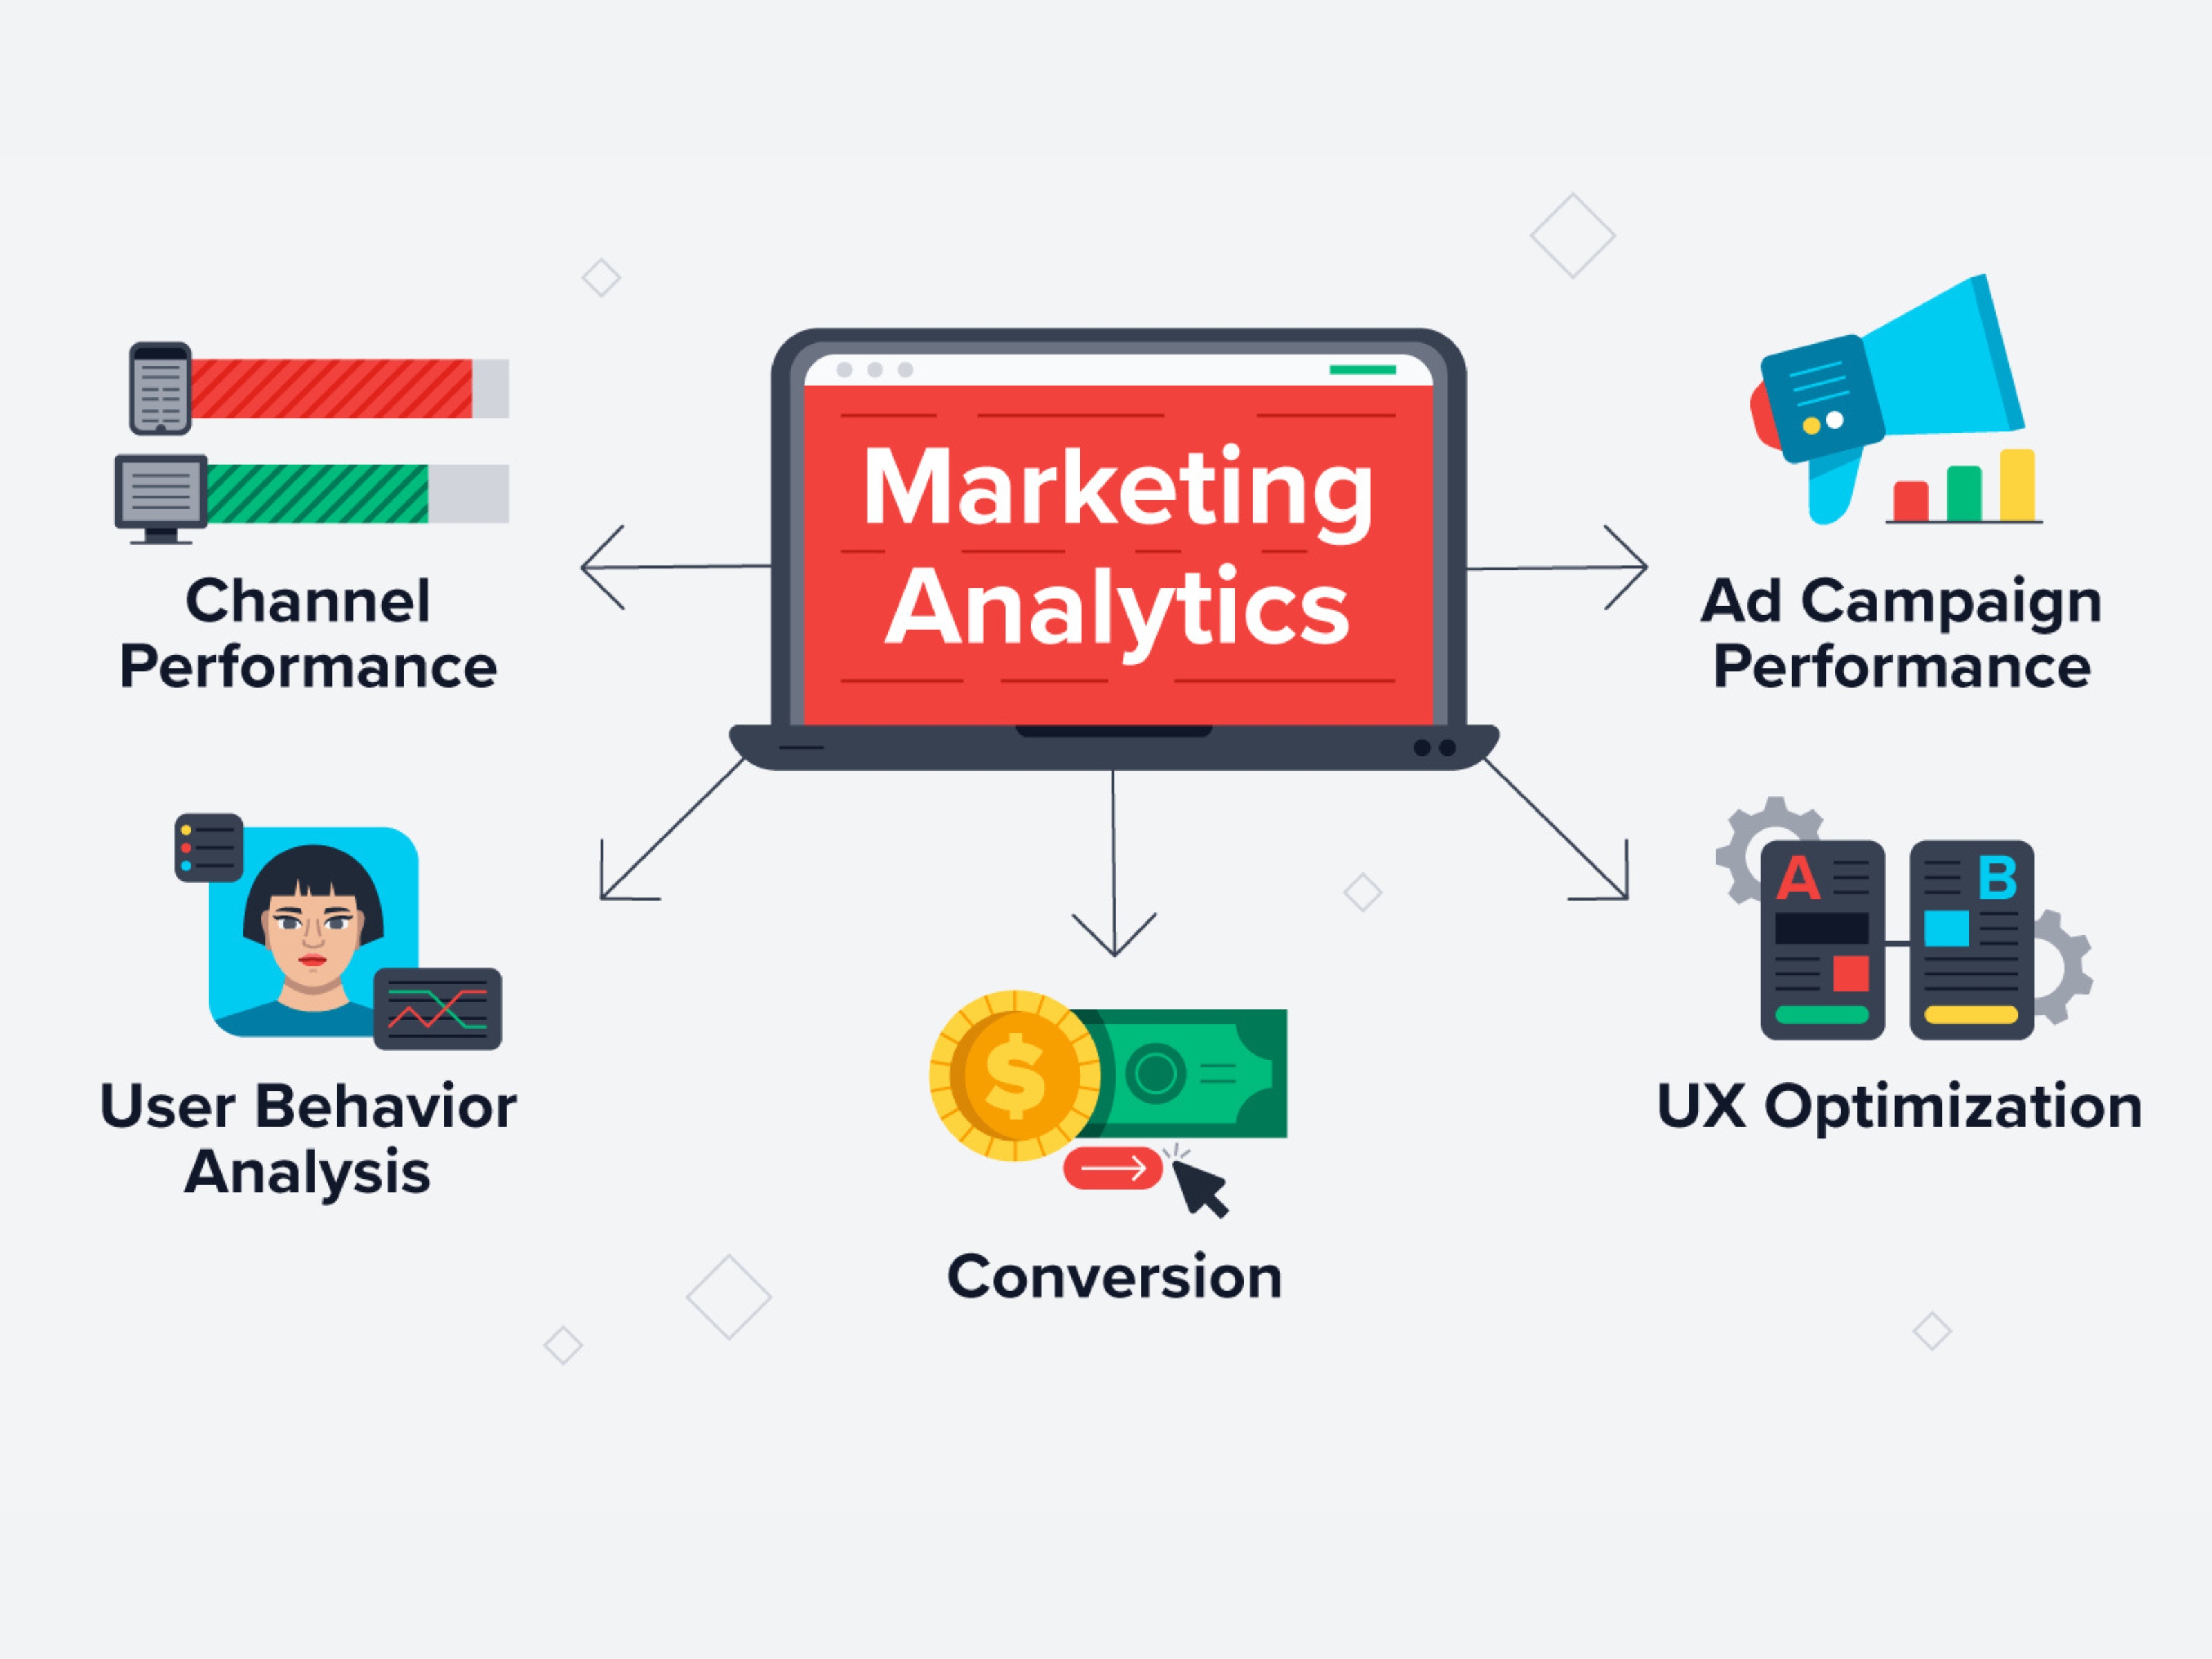 Marketing
Analytics
Channel
Performance
Ad Campaign
Performance
A
B
User Behavior
Analysis
UX Optimization
$
Conversion